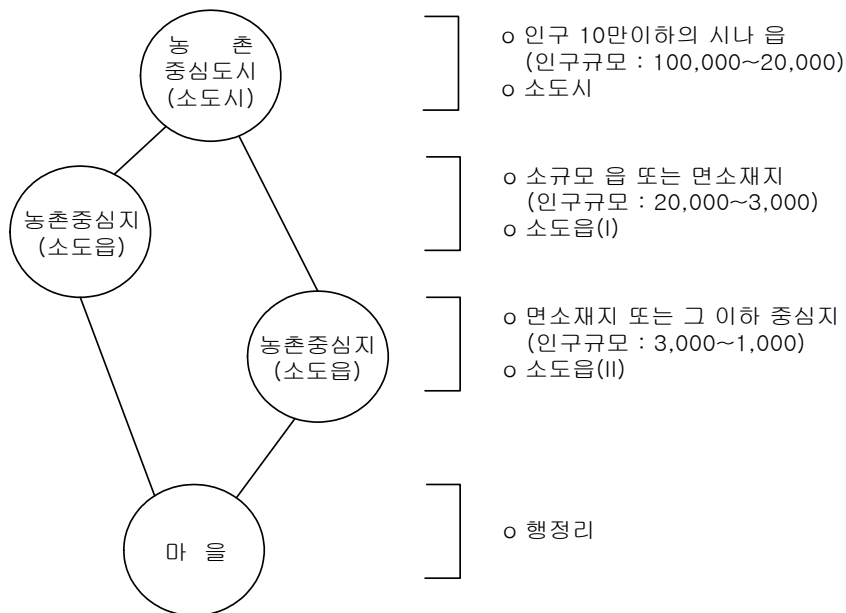 농 촌
중심도시
(소도시)
o 인구 10만이하의 시나 읍
(인구규모 : 100,000~20,000)
o 소도시
농촌중심지
(소도읍)
o 소규모 읍 또는 면소재지
(인구규모 : 20,000~3,000)
o 소도읍(I)
농촌중심지
(소도읍)
o 면소재지 또는 그 이하 중심지
(인구규모 : 3,000~1,000)
o 소도읍(II)
마 을
o 행정리